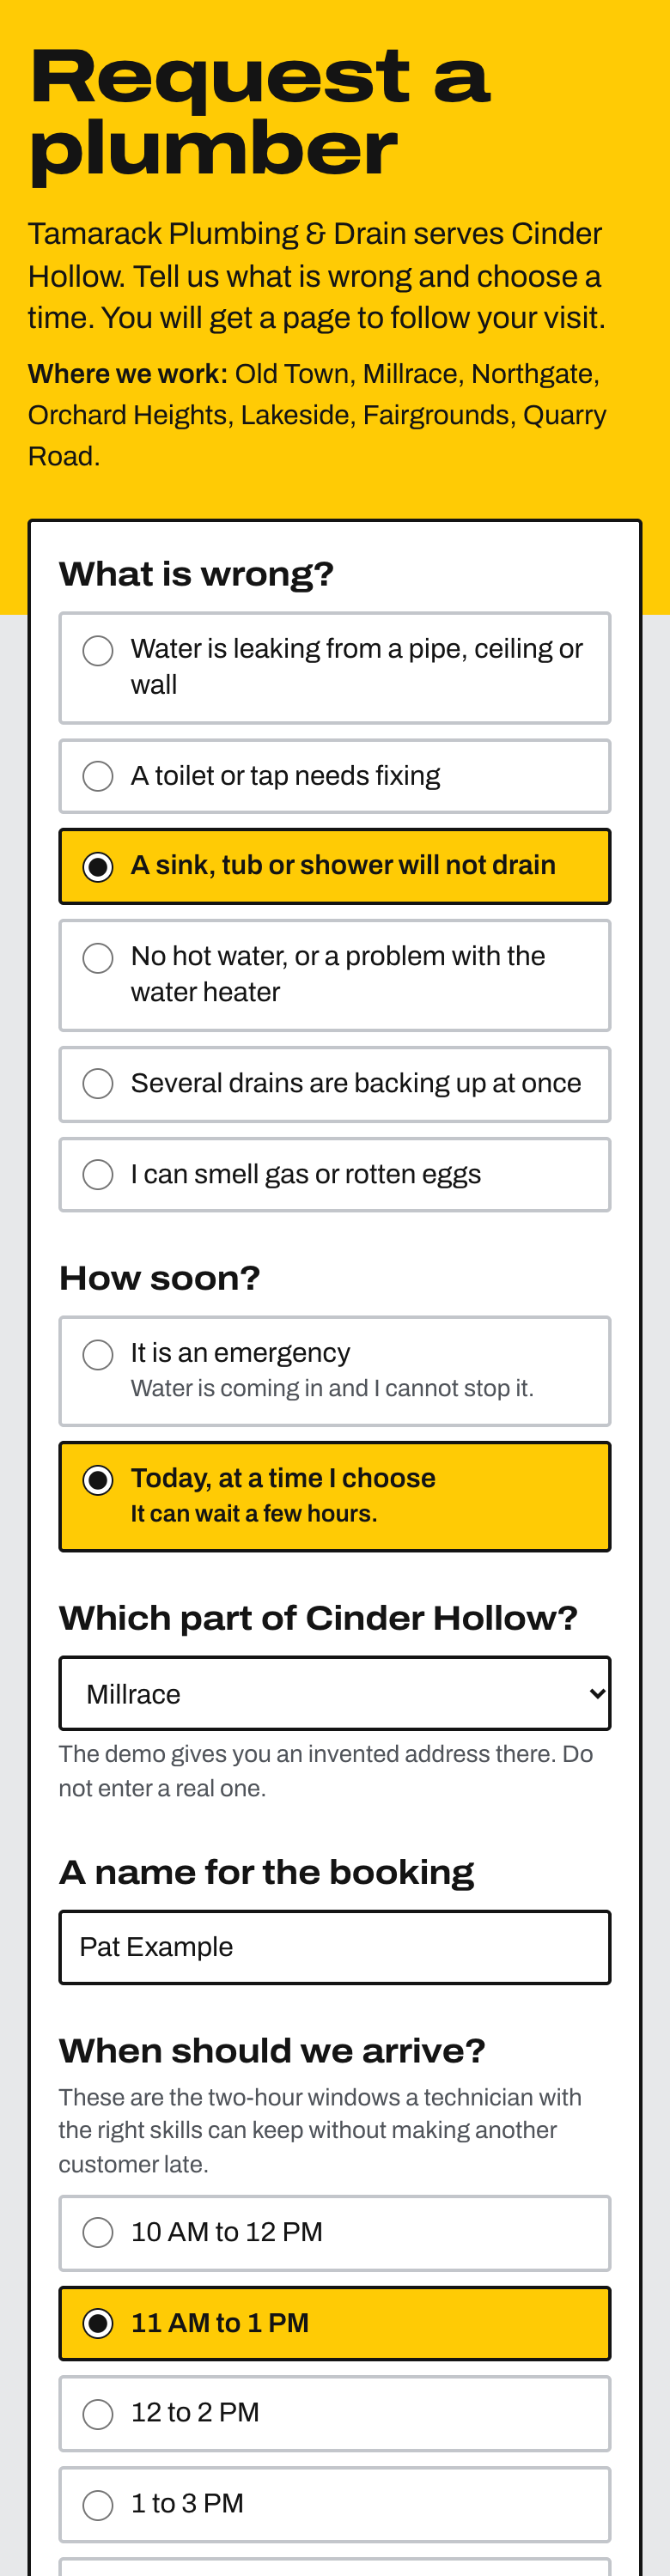 Request a
plumber
Tamarack Plumbing & Drain serves Cinder
Hollow. Tell us what is wrong and choose a
time. You will get a page to follow your visit.
Where we work: Old Town, Millrace, Northgate,
Orchard Heights, Lakeside, Fairgrounds, Quarry
Road.
What is wrong?
Water is leaking from a pipe, ceiling or
wall
A toilet or tap needs fixing
A sink, tub or shower will not drain
No hot water, or a problem with the
water heater
Several drains are backing up at once
I can smell gas or rotten eggs
How soon?
It is an emergency
Water is coming in and I cannot stop it.
Today, at a time I choose
It can wait a few hours.
Which part of Cinder Hollow?
Millrace
The demo gives you an invented address there. Do
not enter a real one.
A name for the booking
Pat Example
When should we arrive?
These are the two-hour windows a technician with
the right skills can keep without making another
customer late.
10 AM to 12 PM
11 AM to 1 PM
12 to 2 PM
1 to 3 PM